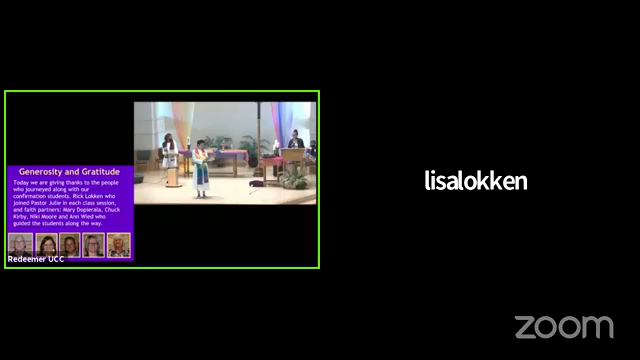 Generosity and Gratitude
Today we are giving thanks to the people
who journeyed along with our
confirmation students. Rick Lokken who
joined Pastor Julie in each class session,
and faith partners: Mary Dopierala, Chuck
Kirby, Niki Moore and Ann Wied who
guided the students along the way.
Redeemer UCC
lisalokken
zoom